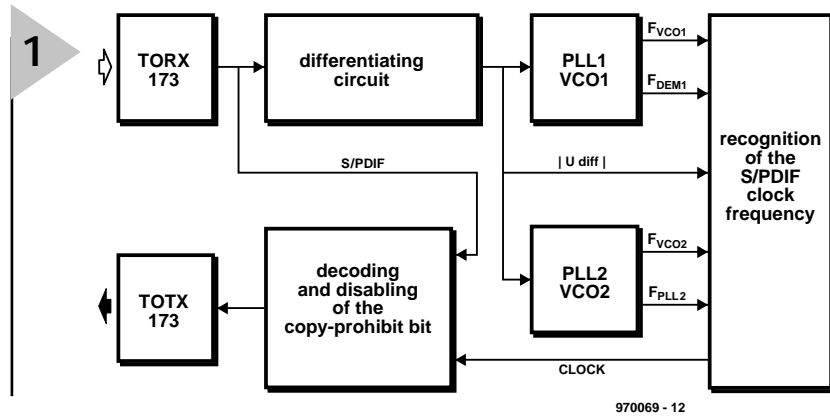 1
TORX
173
differentiating
circuit
PLL1
VCO1
FVCO1
FDEM1
recognition
of the
S/PDIF
clock
frequency
S/PDIF
| U diff |
TOTX
173
decoding
and disabling
of the
copy-prohibit bit
PLL2
VCO2
FVCO2
FPLL2
CLOCK
970069 - 12